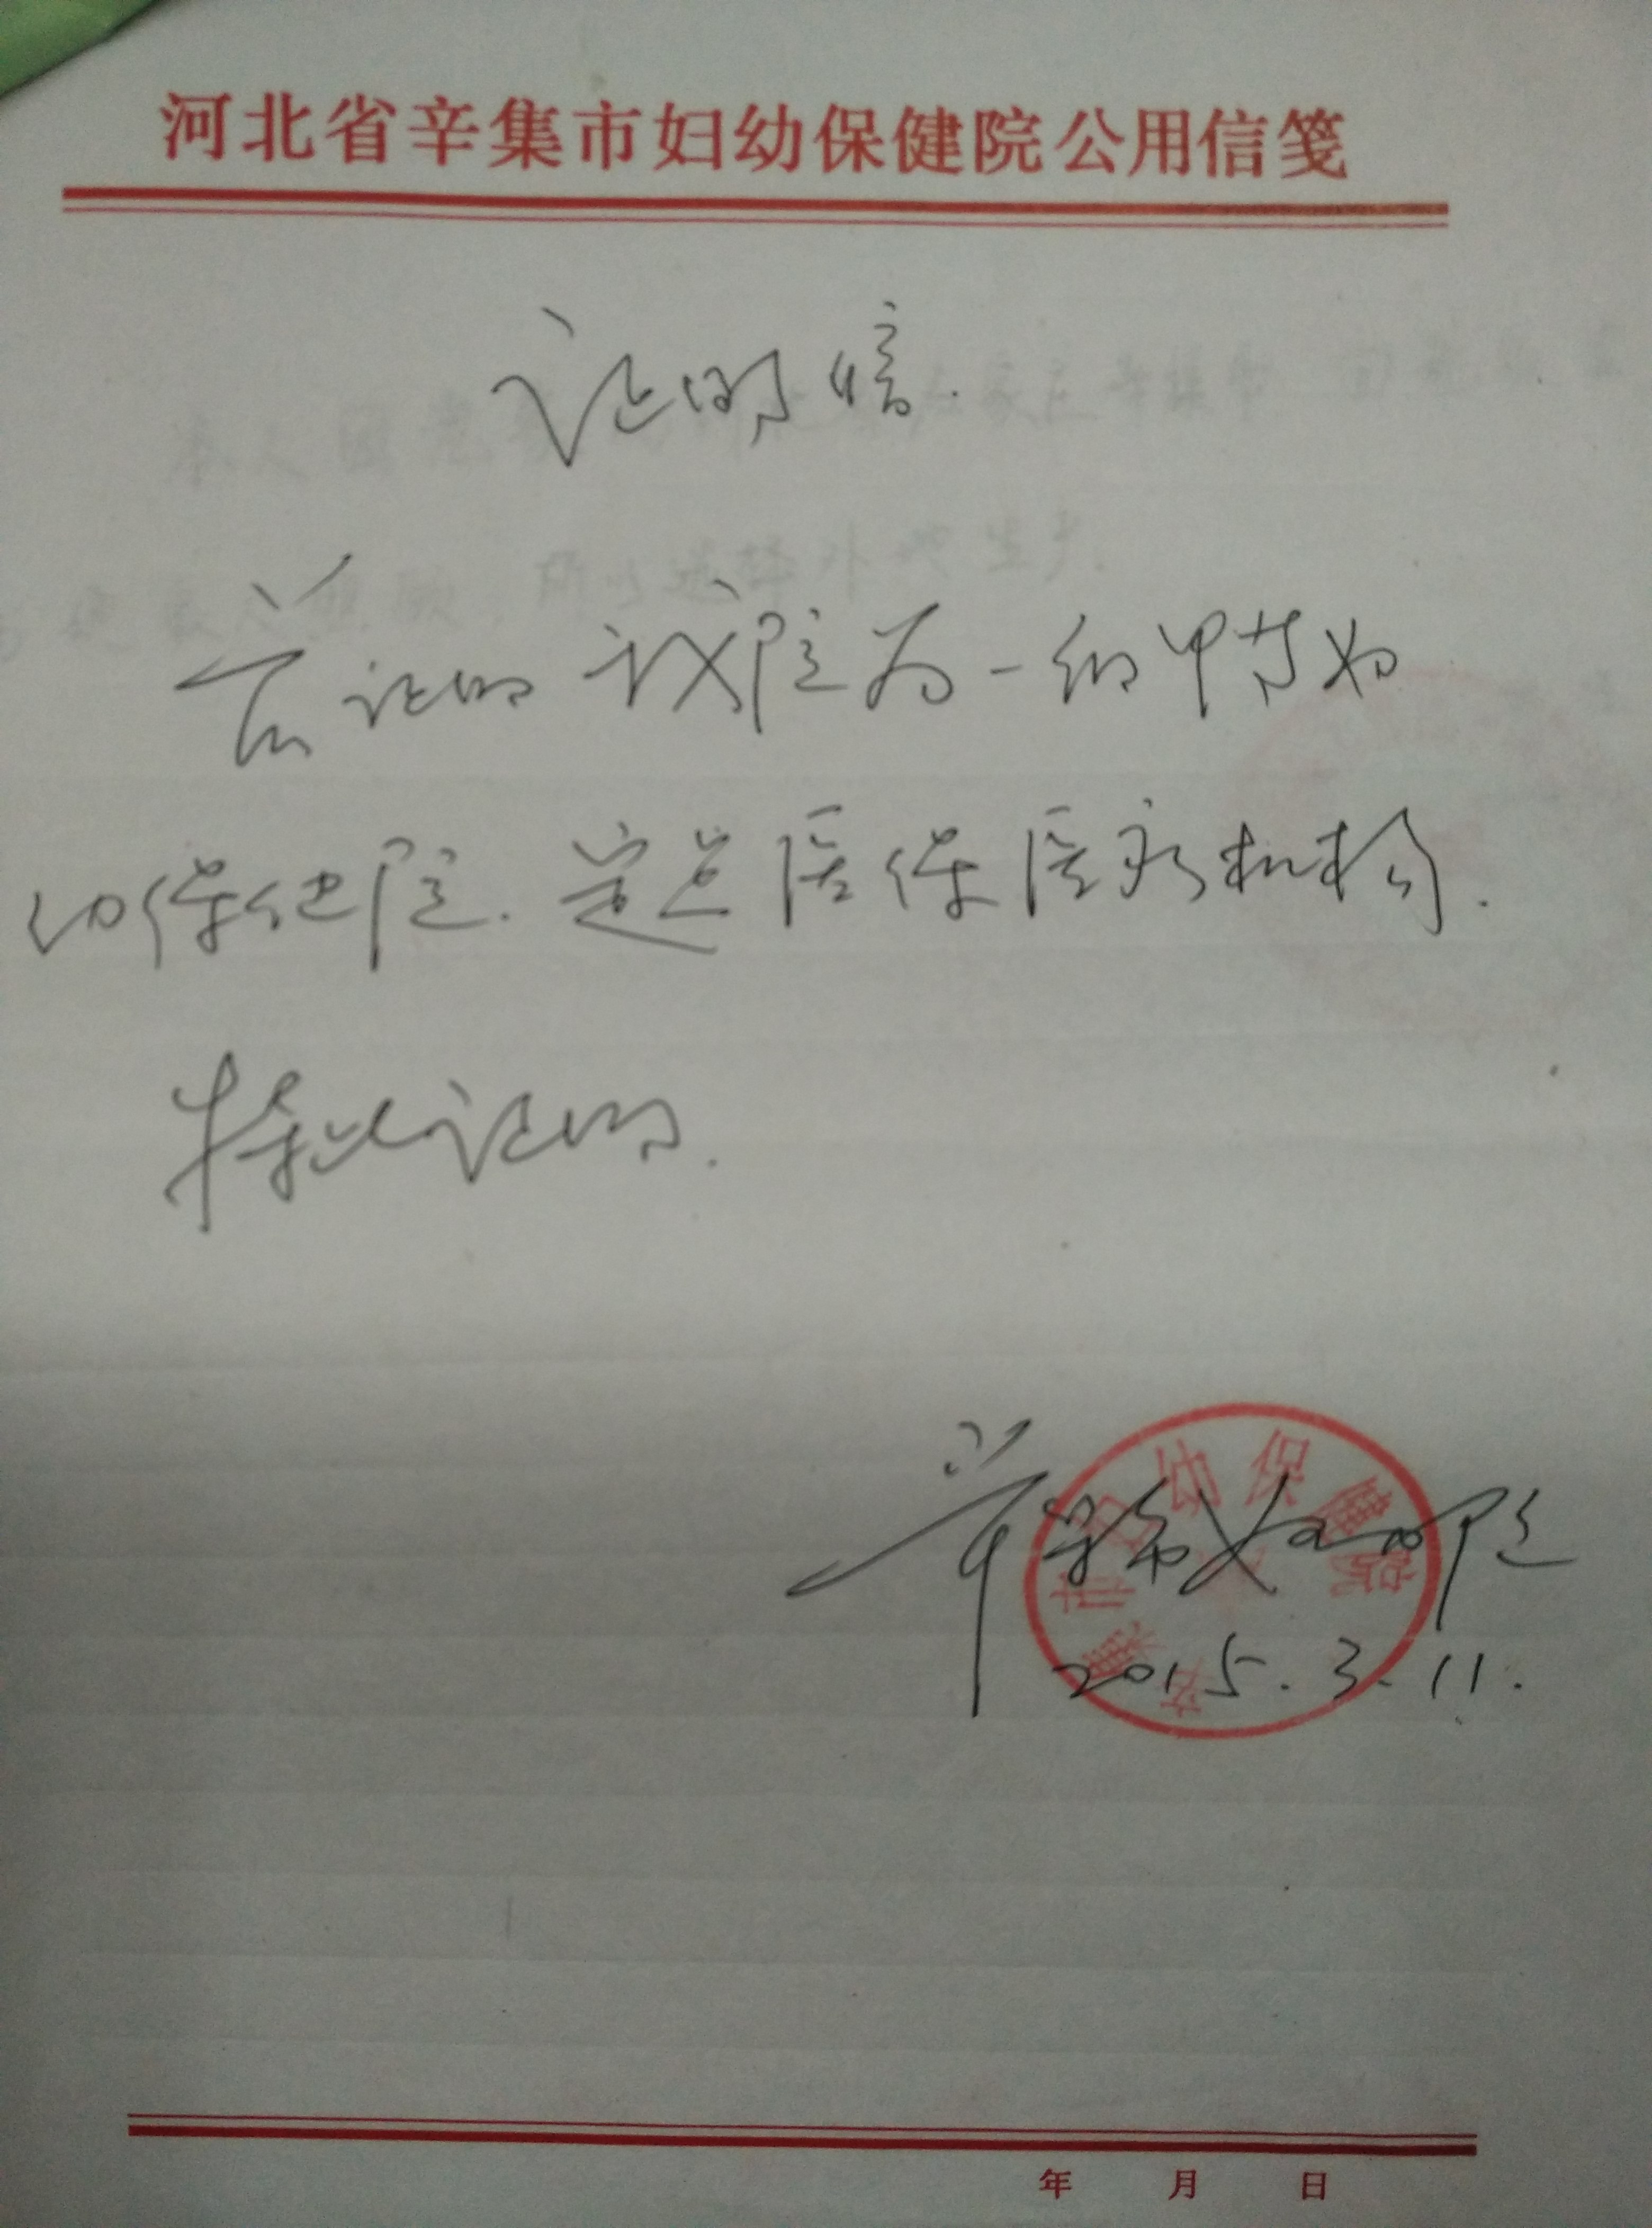 河北省辛集市妇幼保健院公用信笺
证明信.
兹证明 我院为一级甲等妇
幼保健院.定点医保医疗机构.
特此证明.
辛集市妇幼保健院
2015.3.11.
年 月 日